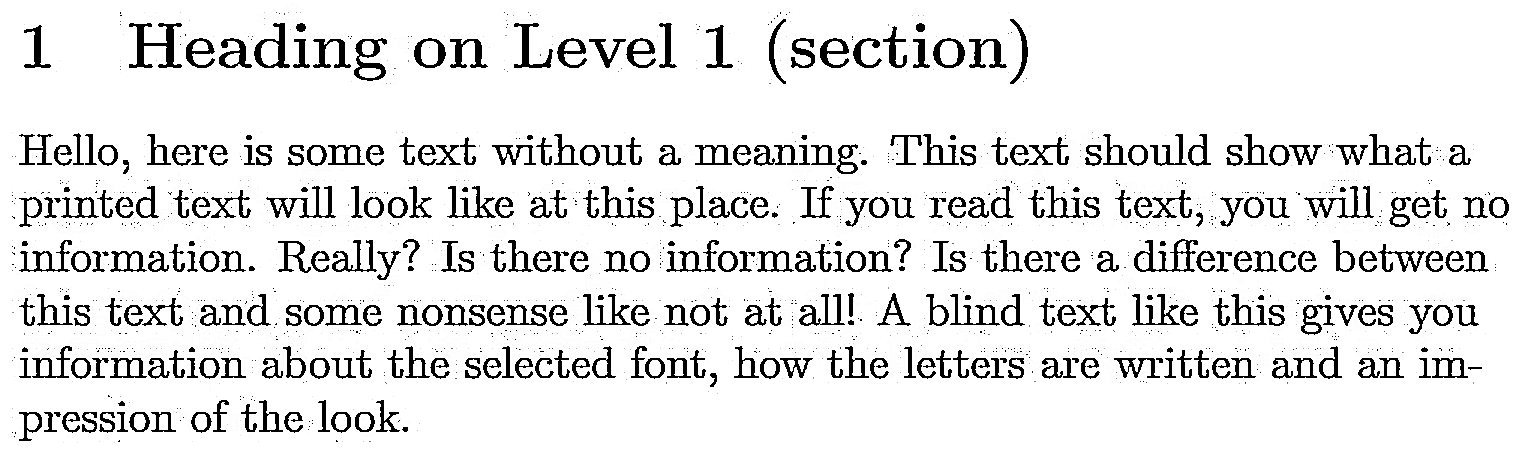 1 Heading on Level 1 (section)
Hello, here is some text without a meaning. This text should show what a
printed text will look like at this place. If you read this text, you will get no
information. Really? Is there no information? Is there a difference between
this text and some nonsense like not at all! A blind text like this gives you
information about the selected font, how the letters are written and an im-
pression of the look.